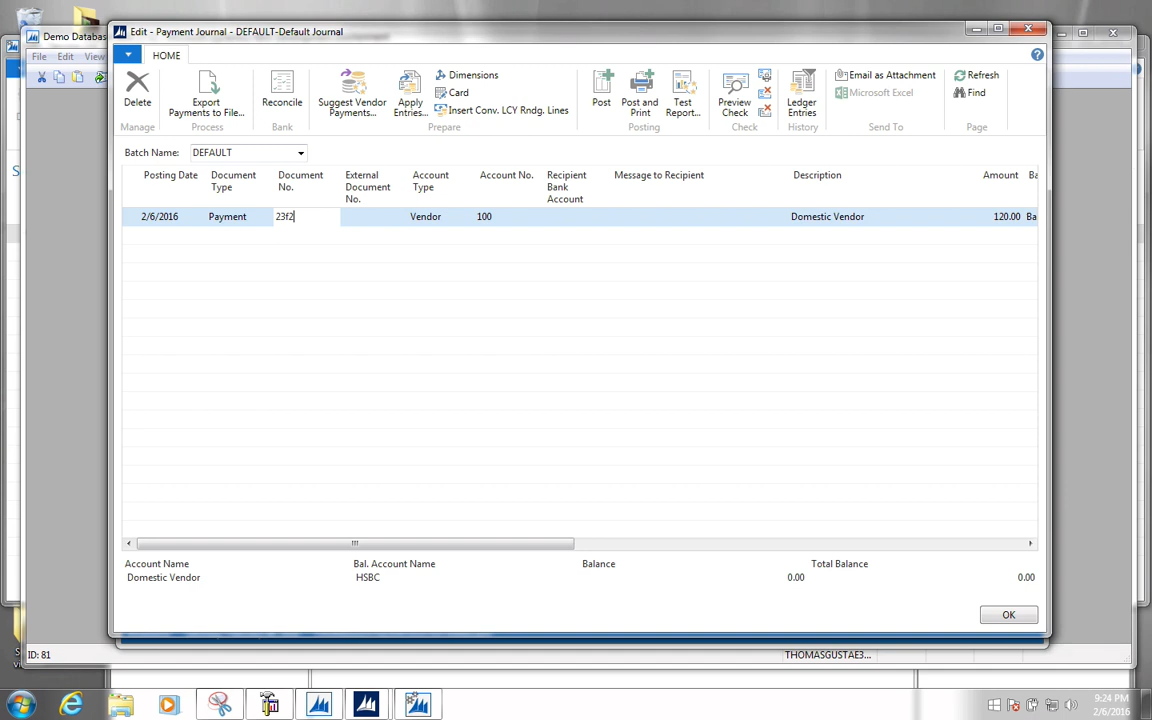 Demo Databas
Edit - Payment Journal - DEFAULT-Default Journal
File Edit View
HOME
Delete
Export Payments to File...
Reconcile
Suggest Vendor Payments...
Apply Entries...
Dimensions
Card
Insert Conv. LCY Rndg. Lines
Post
Post and Print
Test Report...
Preview Check
Ledger Entries
Email as Attachment
Microsoft Excel
Refresh
Find
Manage Process Bank Prepare Posting Check History Send To Page
Batch Name: DEFAULT
Posting Date
Document Type
Document No.
External Document No.
Account Type
Account No.
Recipient Bank Account
Message to Recipient
Description
Amount
Ba
2/6/2016 Payment 23f2 Vendor 100 Domestic Vendor 120.00 Ba
Account Name Bal. Account Name Balance Total Balance
Domestic Vendor HSBC 0.00 0.00
OK
ID: 81 THOMASGUSTAE3...
9:24 PM
2/6/2016